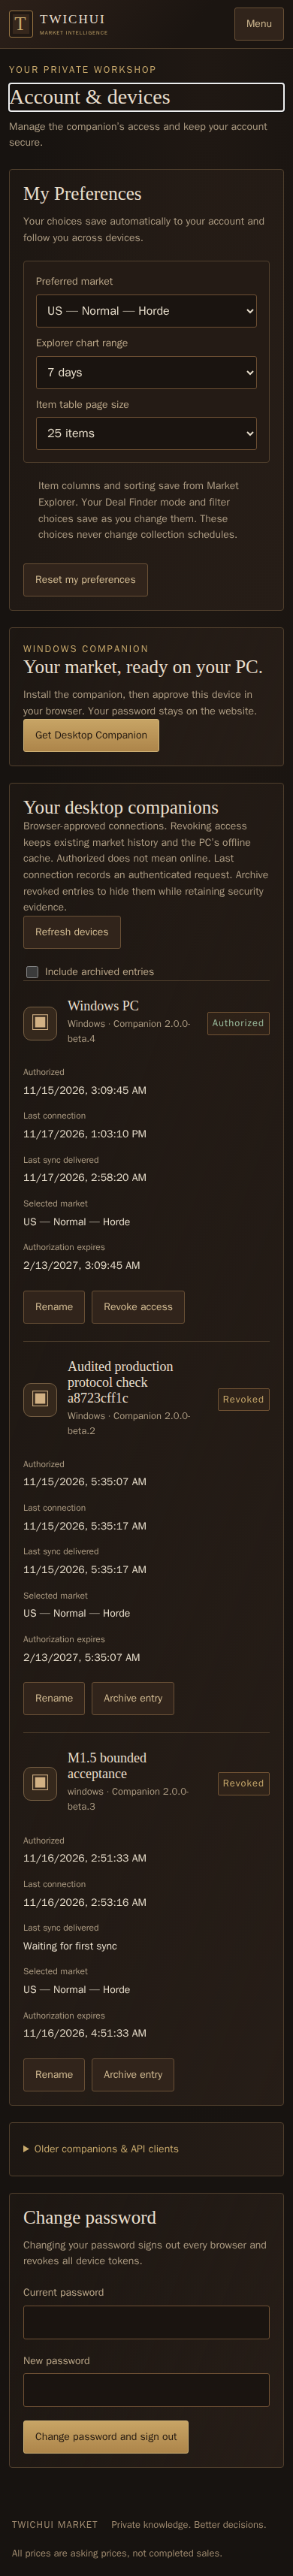 T
TWICHUI
MARKET INTELLIGENCE
Menu
YOUR PRIVATE WORKSHOP
Account & devices
Manage the companion's access and keep your account
secure.
My Preferences
Your choices save automatically to your account and
follow you across devices.
Preferred market
US — Normal — Horde
Explorer chart range
7 days
Item table page size
25 items
Item columns and sorting save from Market
Explorer. Your Deal Finder mode and filter
choices save as you change them. These
choices never change collection schedules.
Reset my preferences
WINDOWS COMPANION
Your market, ready on your PC.
Install the companion, then approve this device in
your browser. Your password stays on the website.
Get Desktop Companion
Your desktop companions
Browser-approved connections. Revoking access
keeps existing market history and the PC's offline
cache. Authorized does not mean online. Last
connection records an authenticated request. Archive
revoked entries to hide them while retaining security
evidence.
Refresh devices
Include archived entries
Windows PC
Windows · Companion 2.0.0-
beta.4
Authorized
Authorized
11/15/2026, 3:09:45 AM
Last connection
11/17/2026, 1:03:10 PM
Last sync delivered
11/17/2026, 2:58:20 AM
Selected market
US — Normal — Horde
Authorization expires
2/13/2027, 3:09:45 AM
Rename
Revoke access
Audited production
protocol check
a8723cff1c
Windows · Companion 2.0.0-
beta.2
Revoked
Authorized
11/15/2026, 5:35:07 AM
Last connection
11/15/2026, 5:35:17 AM
Last sync delivered
11/15/2026, 5:35:17 AM
Selected market
US — Normal — Horde
Authorization expires
2/13/2027, 5:35:07 AM
Rename
Archive entry
M1.5 bounded
acceptance
windows · Companion 2.0.0-
beta.3
Revoked
Authorized
11/16/2026, 2:51:33 AM
Last connection
11/16/2026, 2:53:16 AM
Last sync delivered
Waiting for first sync
Selected market
US — Normal — Horde
Authorization expires
11/16/2026, 4:51:33 AM
Rename
Archive entry
Older companions & API clients
Change password
Changing your password signs out every browser and
revokes all device tokens.
Current password
New password
Change password and sign out
TWICHUI MARKET
Private knowledge. Better decisions.
All prices are asking prices, not completed sales.